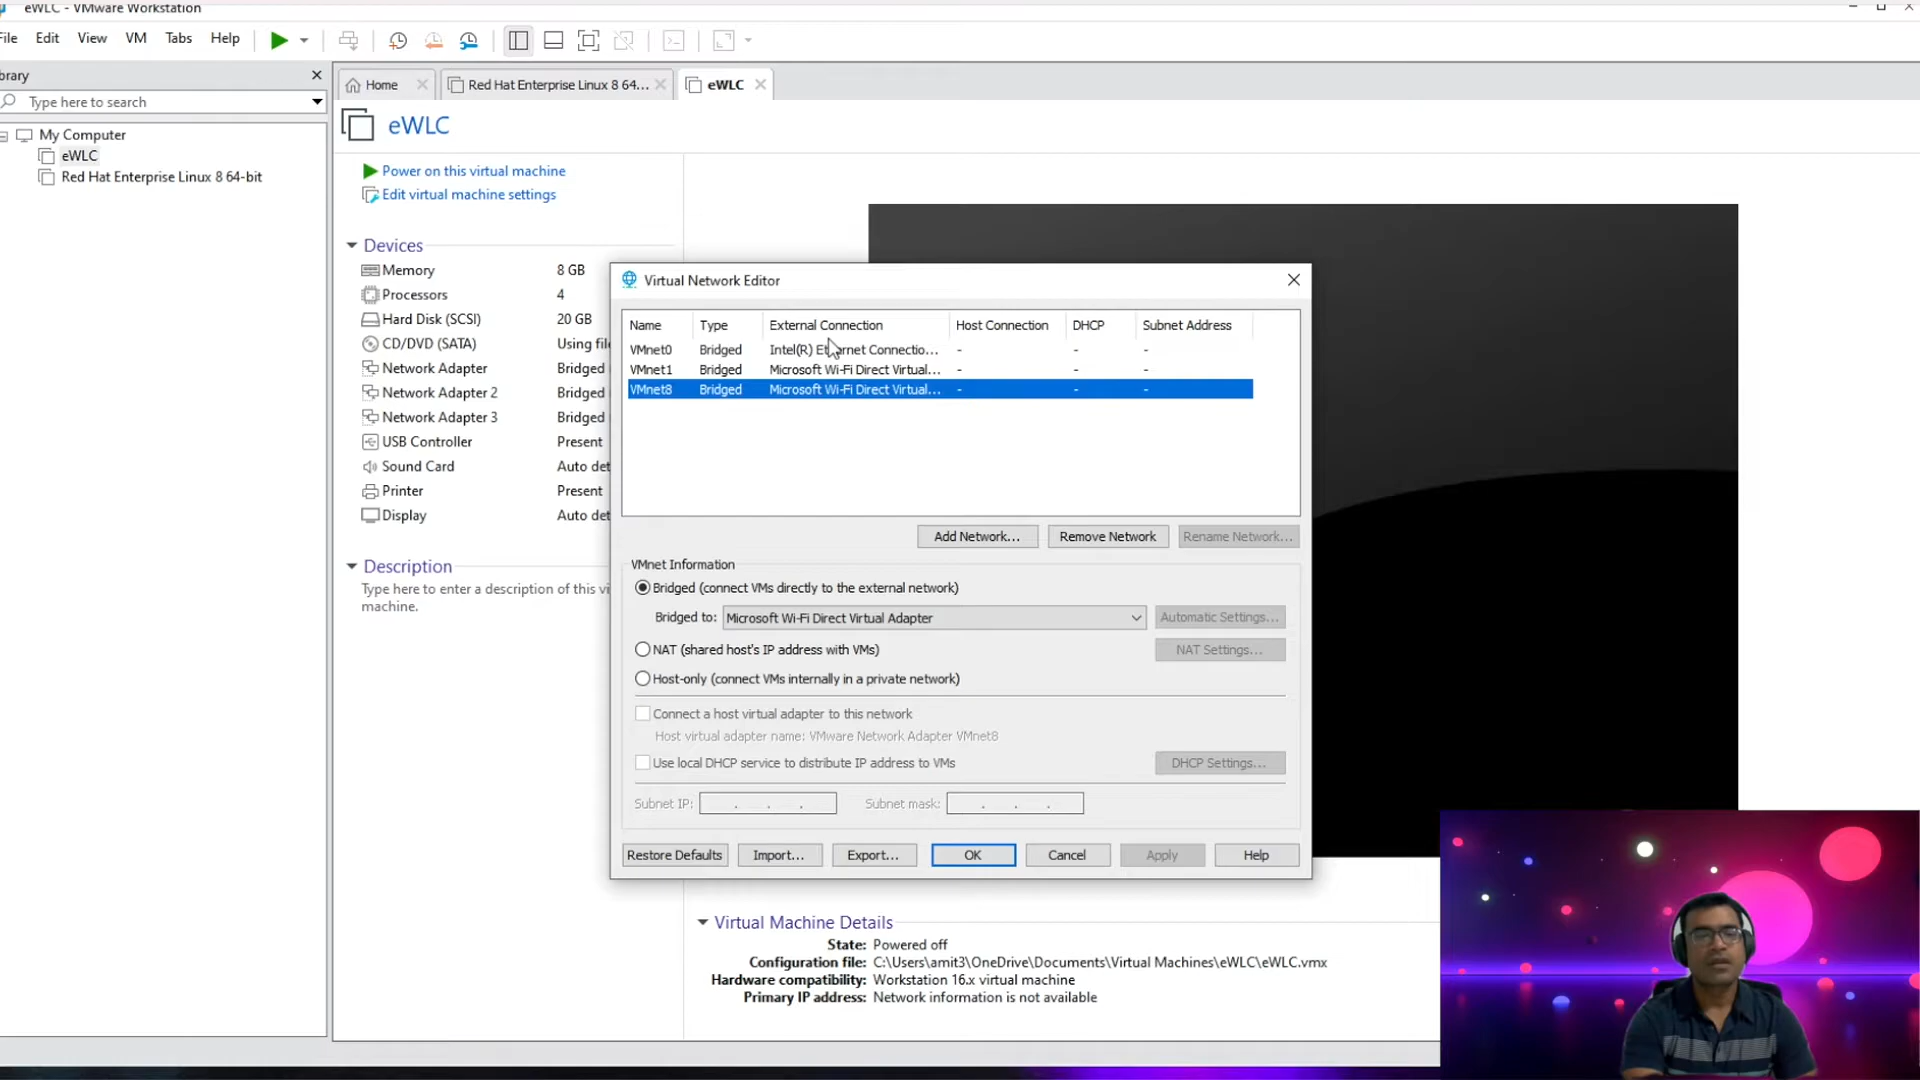 eWLC - VMware Workstation
File Edit View VM Tabs Help
Library
Type here to search
My Computer
eWLC
Red Hat Enterprise Linux 8 64-bit
Home
Red Hat Enterprise Linux 8 64...
eWLC
eWLC
Power on this virtual machine
Edit virtual machine settings
Devices
Memory 8 GB
Processors 4
Hard Disk (SCSI) 20 GB
CD/DVD (SATA) Using file
Network Adapter Bridged
Network Adapter 2 Bridged
Network Adapter 3 Bridged
USB Controller Present
Sound Card Auto det
Printer Present
Display Auto det
Description
Type here to enter a description of this vi
machine.
Virtual Network Editor
Name Type External Connection Host Connection DHCP Subnet Address
VMnet0 Bridged Intel(R) Ethernet Connectio... - - -
VMnet1 Bridged Microsoft Wi-Fi Direct Virtual... - - -
VMnet8 Bridged Microsoft Wi-Fi Direct Virtual... - - -
Add Network... Remove Network Rename Network...
VMnet Information
Bridged (connect VMs directly to the external network)
Bridged to: Microsoft Wi-Fi Direct Virtual Adapter Automatic Settings...
NAT (shared host's IP address with VMs) NAT Settings...
Host-only (connect VMs internally in a private network)
Connect a host virtual adapter to this network
Host virtual adapter name: VMware Network Adapter VMnet8
Use local DHCP service to distribute IP address to VMs DHCP Settings...
Subnet IP: . . . Subnet mask: . . .
Restore Defaults Import... Export... OK Cancel Apply Help
Virtual Machine Details
State: Powered off
Configuration file: C:\Users\amit3\OneDrive\Documents\Virtual Machines\eWLC\eWLC.vmx
Hardware compatibility: Workstation 16.x virtual machine
Primary IP address: Network information is not available